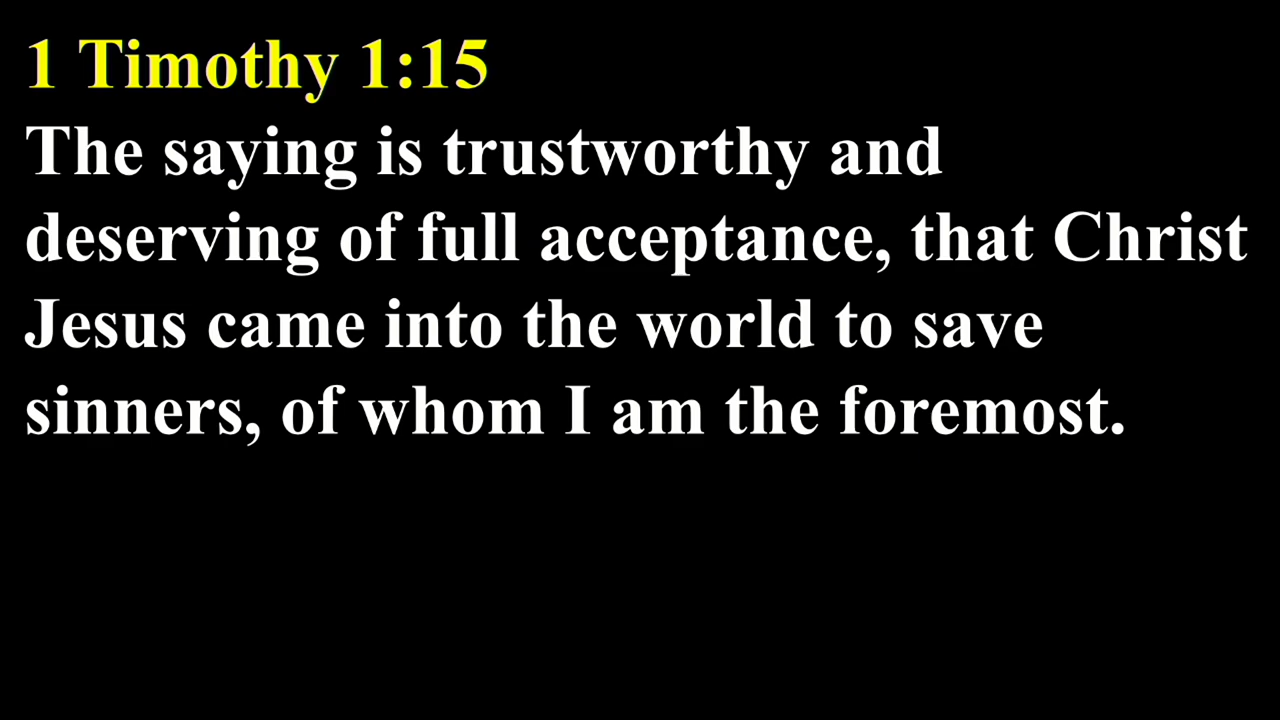 1 Timothy 1:15
The saying is trustworthy and
deserving of full acceptance, that Christ
Jesus came into the world to save
sinners, of whom I am the foremost.